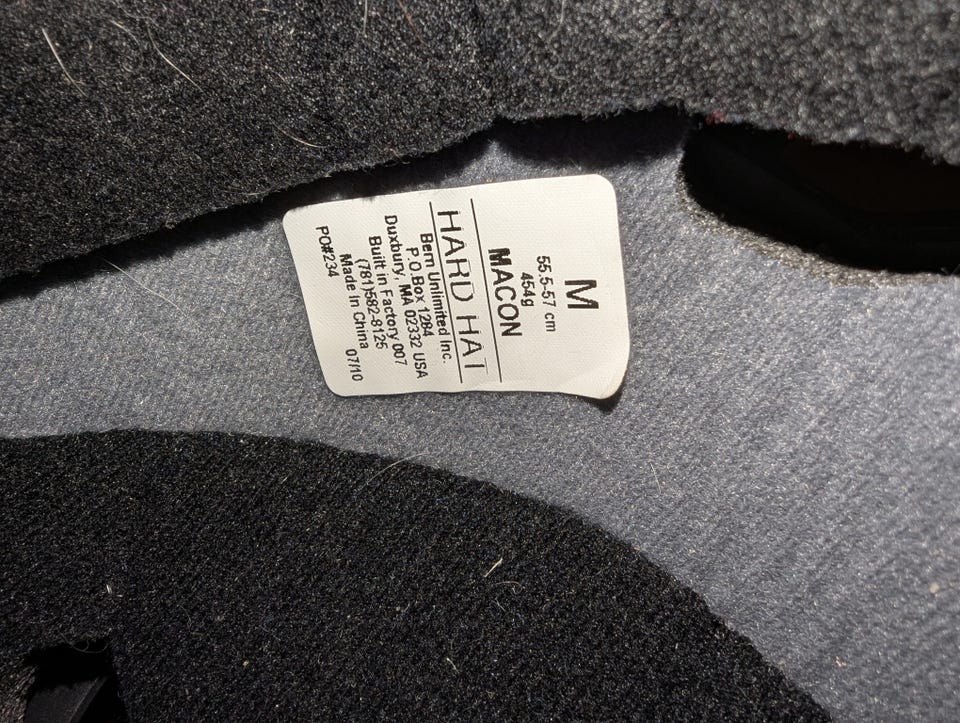 M
55.5-57 cm
454g
MACON
HARD HAT
Bern Unlimited Inc.
P.O.Box 1284
Duxbury, MA 02332 USA
Built in Factory 007
(781)582-8125
Made In China
PO#234 07/10